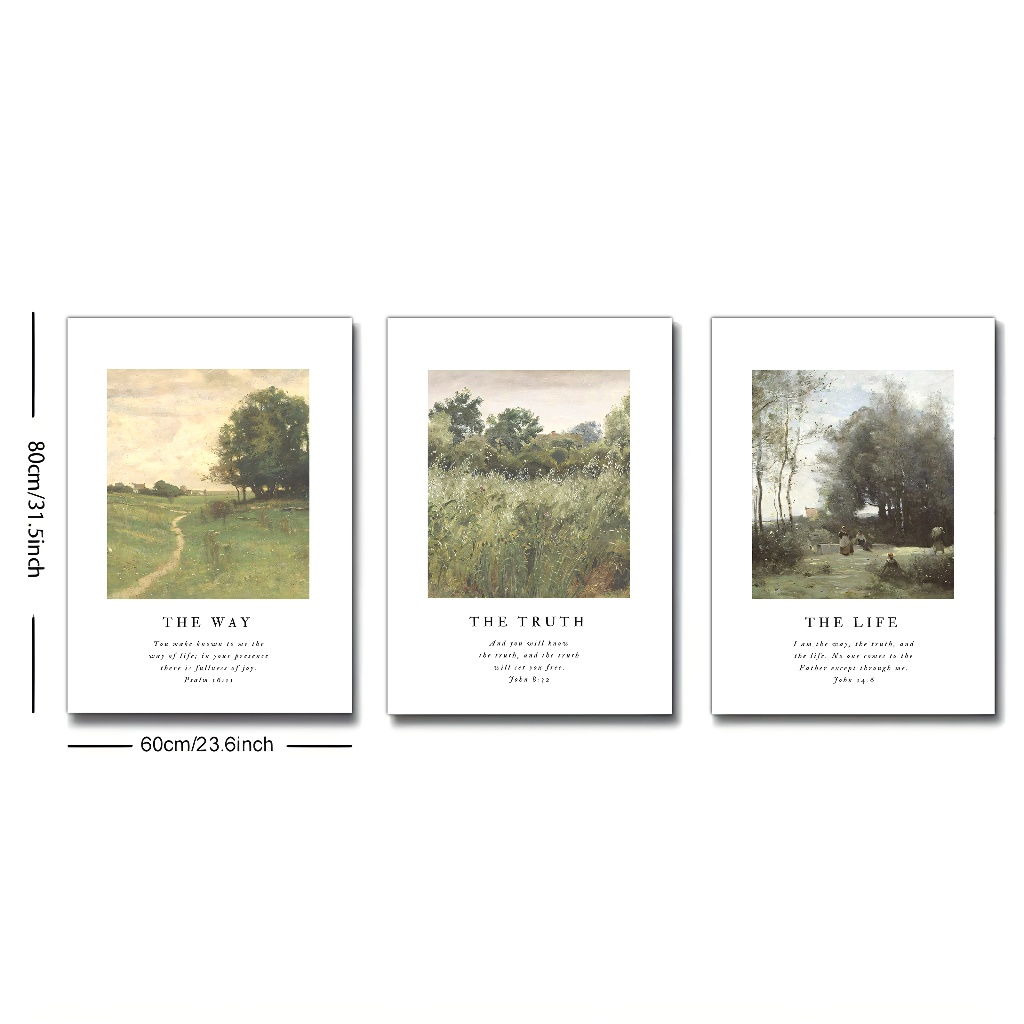 80cm/31.5inch
THE WAY
You make known to me the
way of life; in your presence
there is fullness of joy.
Psalm 16:11
THE TRUTH
And you will know
the truth, and the truth
will set you free.
John 8:32
THE LIFE
I am the way, the truth, and
the life. No one comes to the
Father except through me.
John 14:6
60cm/23.6inch